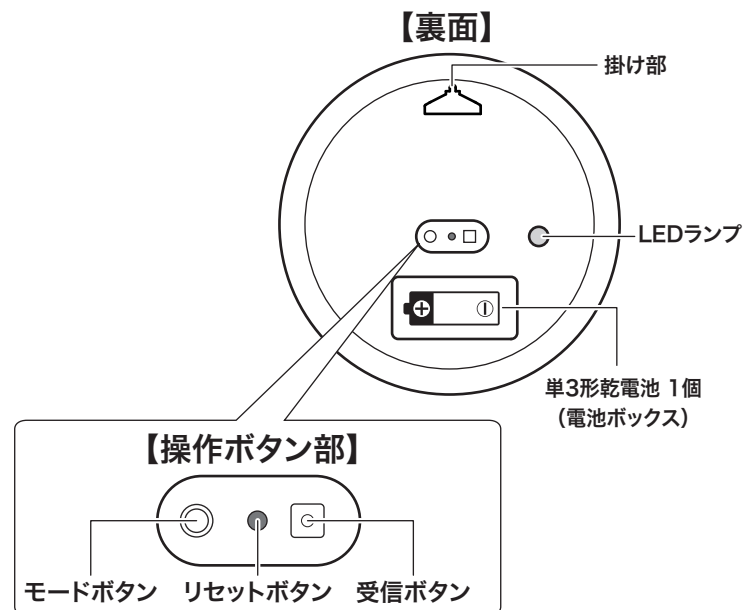 【裏面】
掛け部
LEDランプ
単3形乾電池 1個
（電池ボックス）
【操作ボタン部】
モードボタン
リセットボタン
受信ボタン